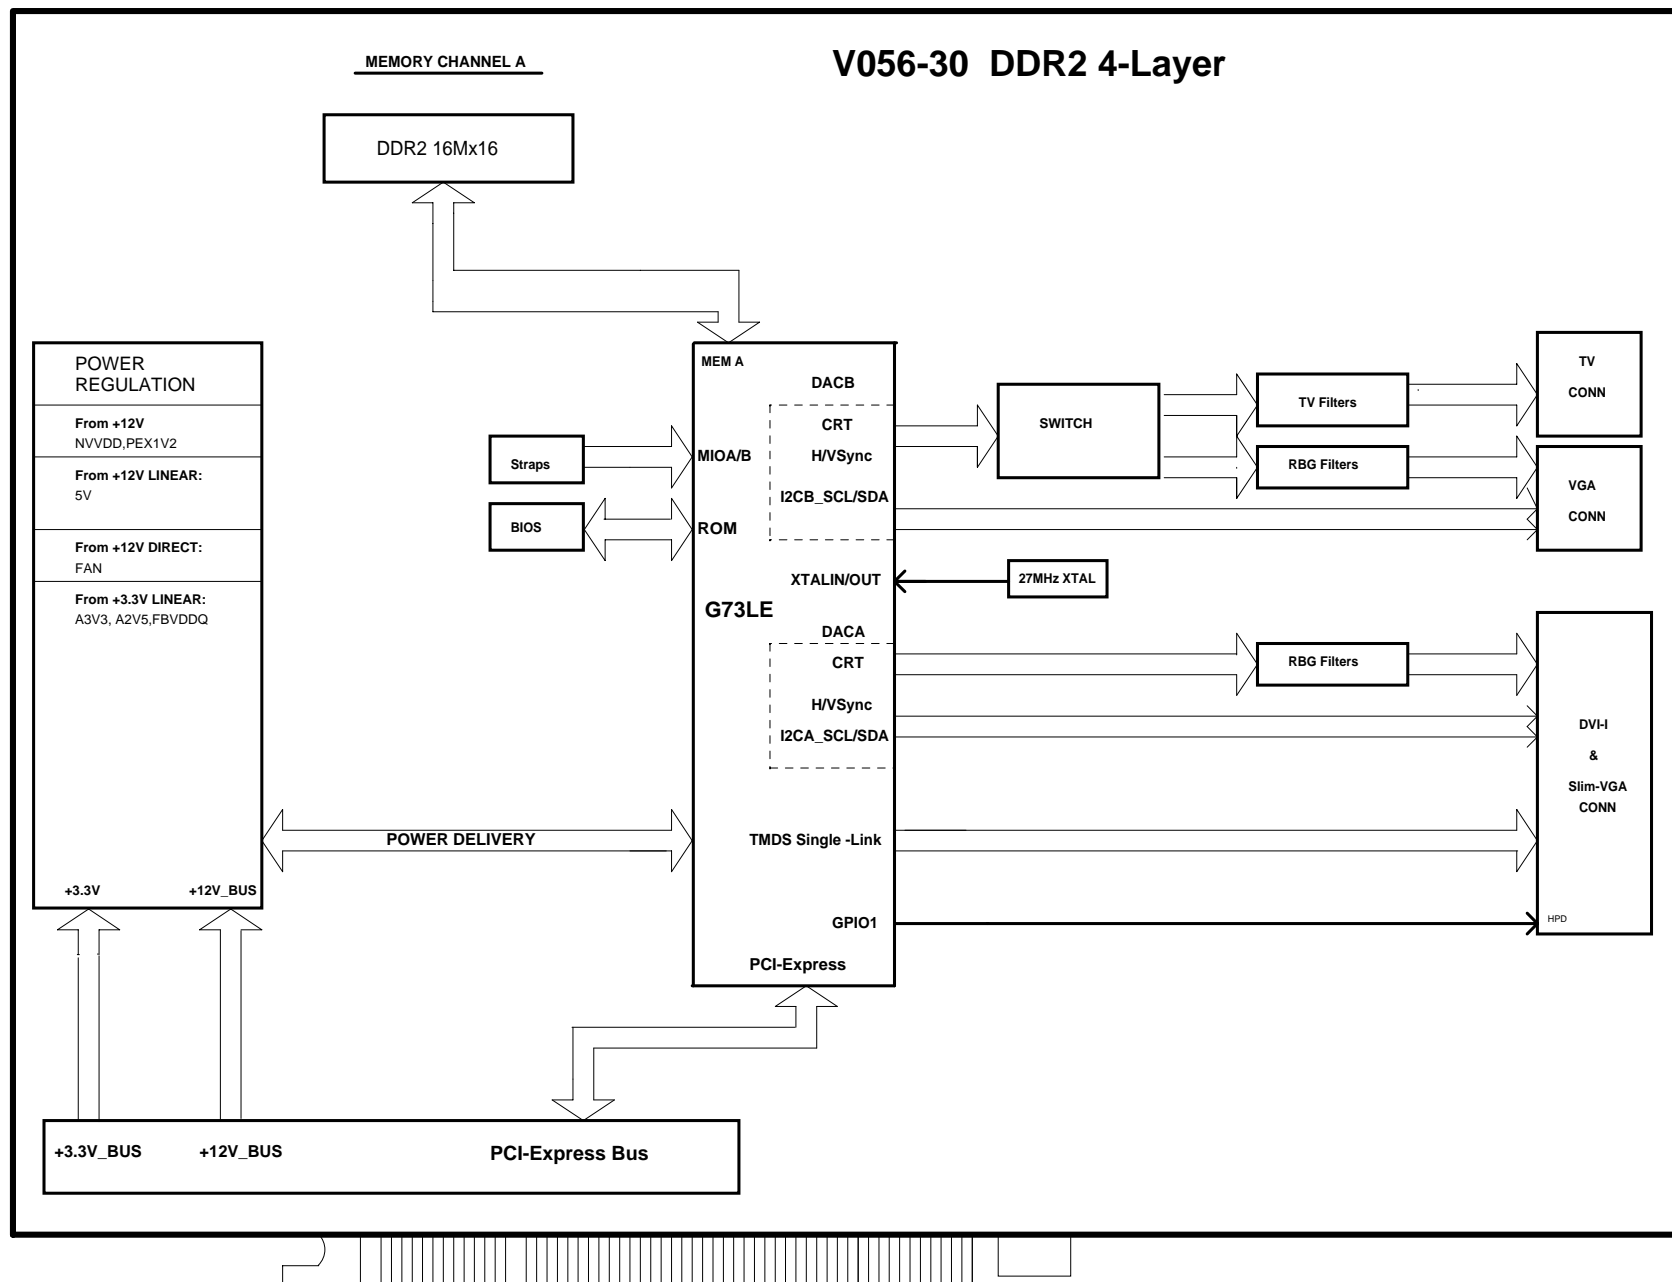 MEMORY CHANNEL A
V056-30 DDR2 4-Layer
DDR2 16Mx16
POWER
REGULATION
From +12V
NVVDD,PEX1V2
From +12V LINEAR:
5V
From +12V DIRECT:
FAN
From +3.3V LINEAR:
A3V3, A2V5,FBVDDQ
+3.3V
+12V_BUS
POWER DELIVERY
Straps
BIOS
MEM A
DACB
CRT
MIOA/B
H/VSync
I2CB_SCL/SDA
ROM
XTALIN/OUT
G73LE
DACA
CRT
H/VSync
I2CA_SCL/SDA
TMDS Single -Link
GPIO1
PCI-Express
SWITCH
TV Filters
RBG Filters
27MHz XTAL
RBG Filters
TV
CONN
VGA
CONN
DVI-I
&
Slim-VGA
CONN
HPD
+3.3V_BUS
+12V_BUS
PCI-Express Bus